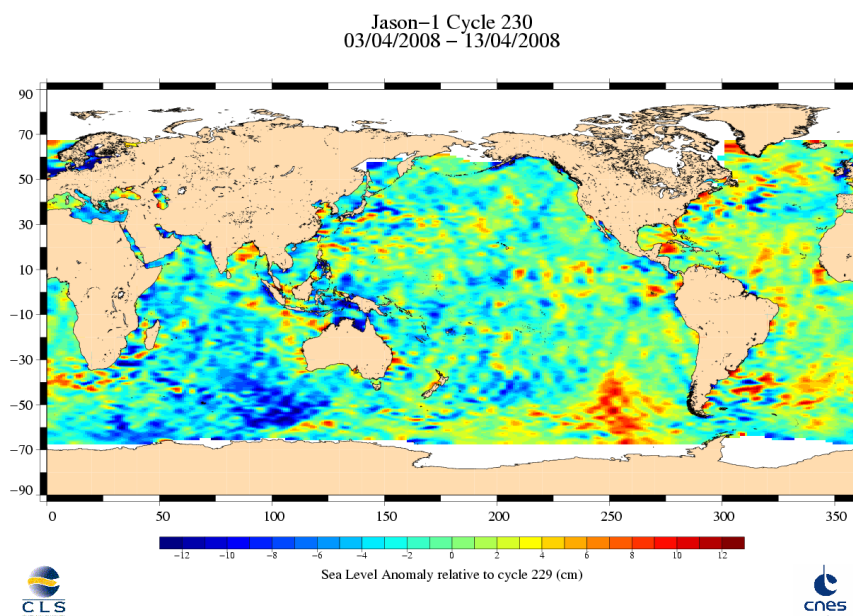 Jason−1 Cycle 230
03/04/2008 − 13/04/2008
90
70
50
30
10
−10
−30
−50
−70
−90
0 50 100 150 200 250 300 350
−12 −10 −8 −6 −4 −2 0 2 4 6 8 10 12
Sea Level Anomaly relative to cycle 229 (cm)
CLS
cnes